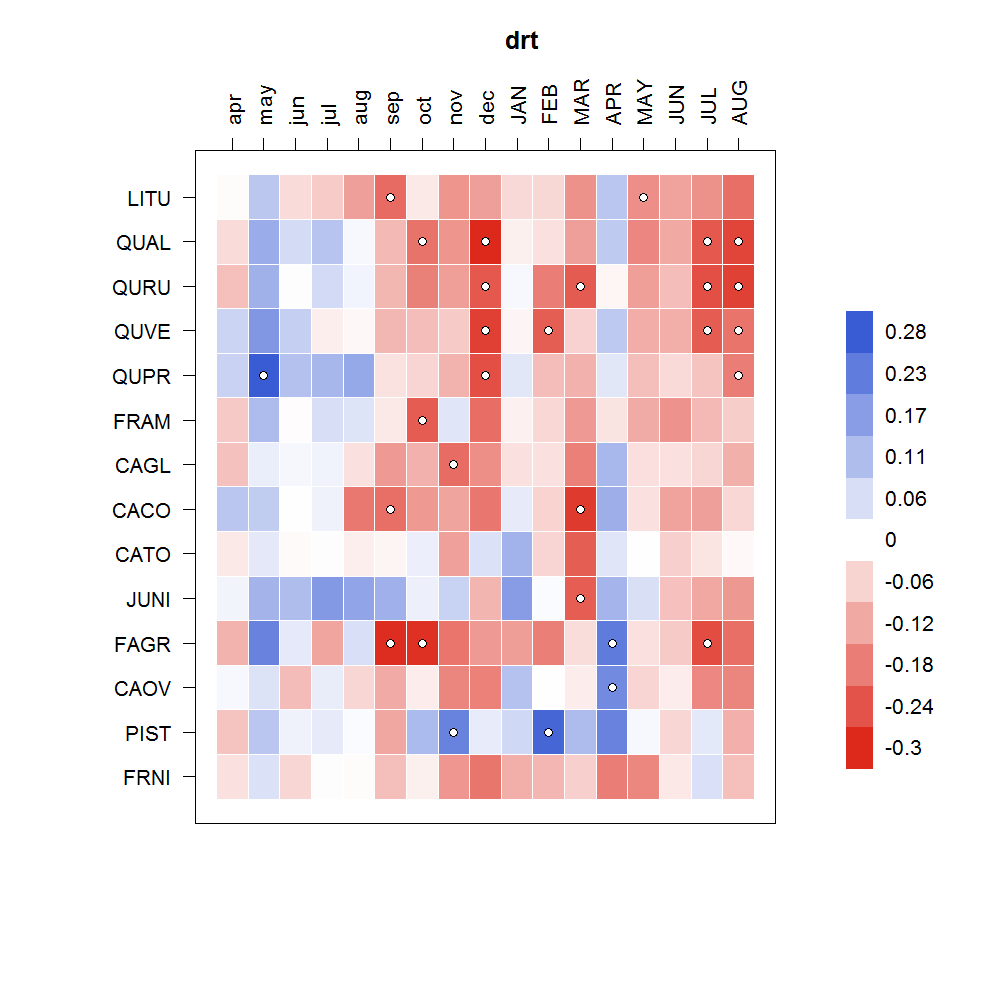 drt
apr may jun jul aug sep oct nov dec JAN FEB MAR APR MAY JUN JUL AUG
LITU
QUAL
QURU
QUVE
QUPR
FRAM
CAGL
CACO
CATO
JUNI
FAGR
CAOV
PIST
FRNI
0.28
0.23
0.17
0.11
0.06
0
-0.06
-0.12
-0.18
-0.24
-0.3